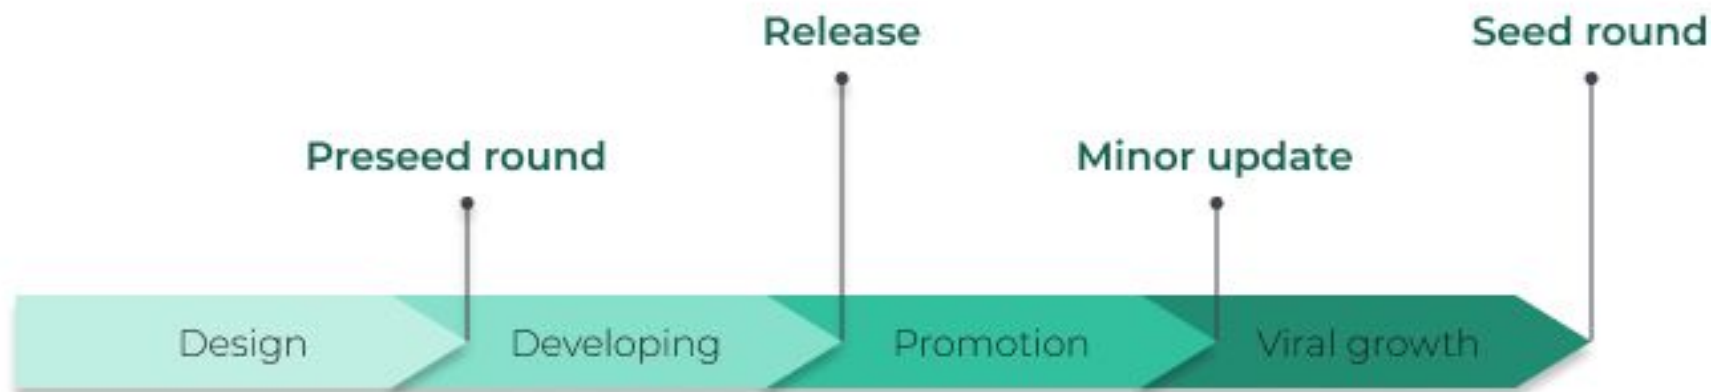 Release
Seed round
Preseed round
Minor update
Design
Developing
Promotion
Viral growth